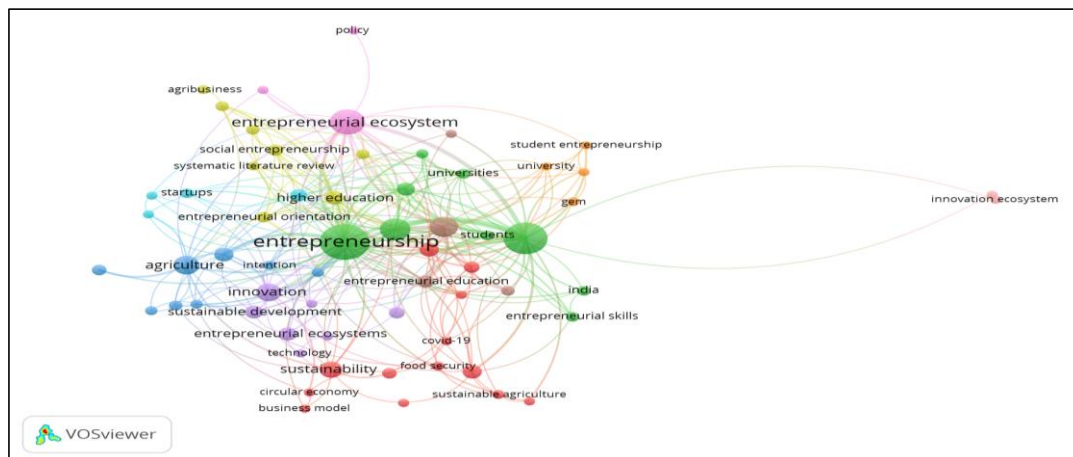 policy
agribusiness
entrepreneurial ecosystem
social entrepreneurship
student entrepreneurship
systematic literature review
universities
university
startups
higher education
innovation ecosystem
gem
entrepreneurial orientation
entrepreneurship
students
agriculture
intention
entrepreneurial education
innovation
india
sustainable development
entrepreneurial skills
entrepreneurial ecosystems
covid-19
technology
sustainability
food security
circular economy
sustainable agriculture
business model
VOSviewer